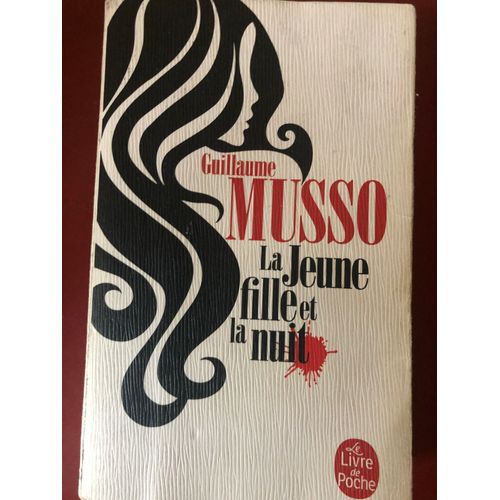 Guillaume
MUSSO
La Jeune
fille et
la nuit
Le
Livre
de
Poche